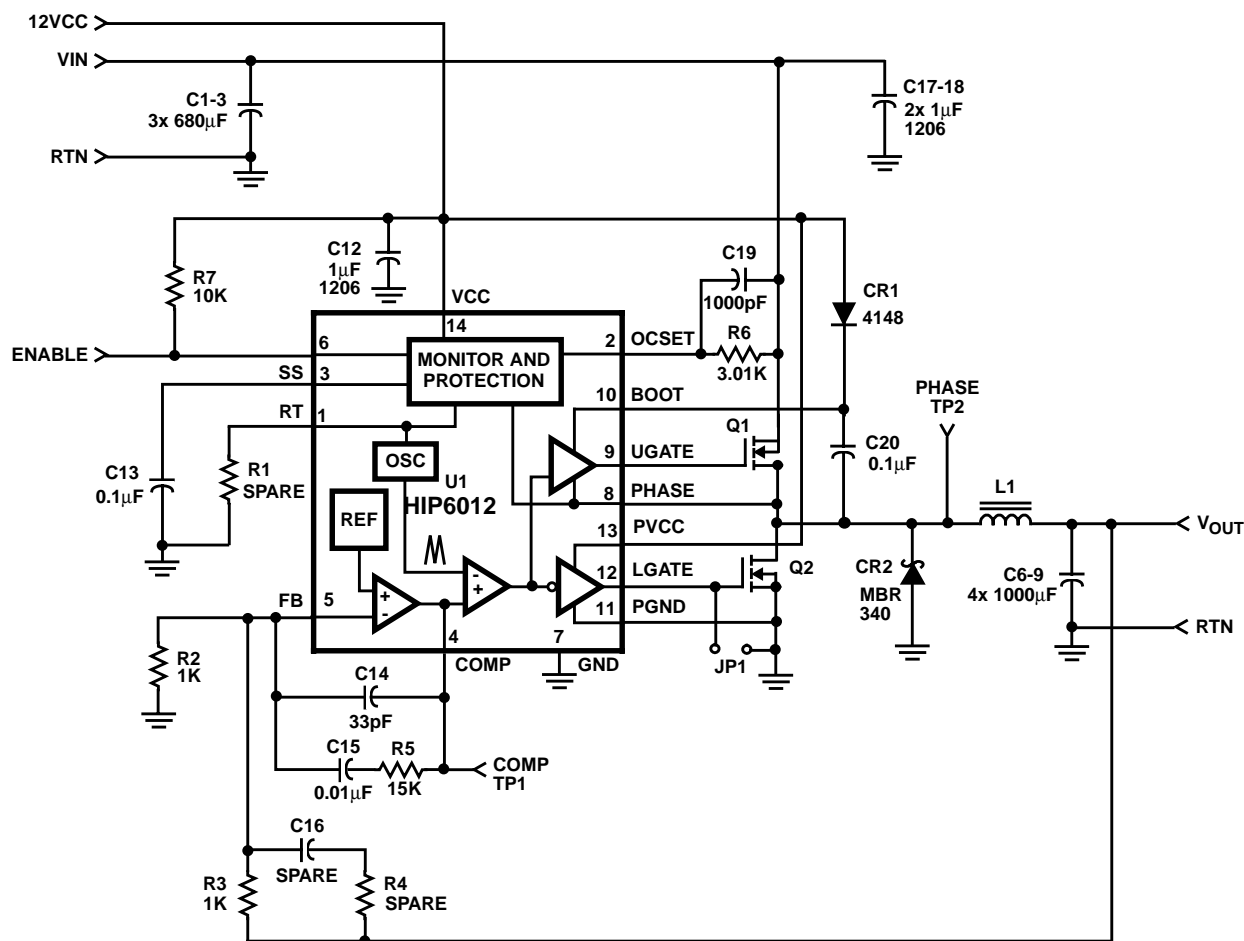 12VCC
VIN
C1-3
3x 680μF
RTN
C17-18
2x 1μF
1206
C12
1μF
1206
R7
10K
VCC
14
C19
1000pF
CR1
4148
ENABLE
6
MONITOR AND
PROTECTION
2
OCSET
R6
3.01K
SS
3
10
BOOT
PHASE
TP2
RT
1
OSC
U1
HIP6012
REF
9
UGATE
Q1
C20
0.1μF
C13
0.1μF
R1
SPARE
8
PHASE
L1
13
PVCC
VOUT
12
LGATE
Q2
CR2
MBR
340
C6-9
4x 1000μF
+
-
-
+
FB
5
11
PGND
RTN
4
7
COMP
GND
JP1
R2
1K
C14
33pF
C15
0.01μF
R5
15K
COMP
TP1
C16
SPARE
R3
1K
R4
SPARE